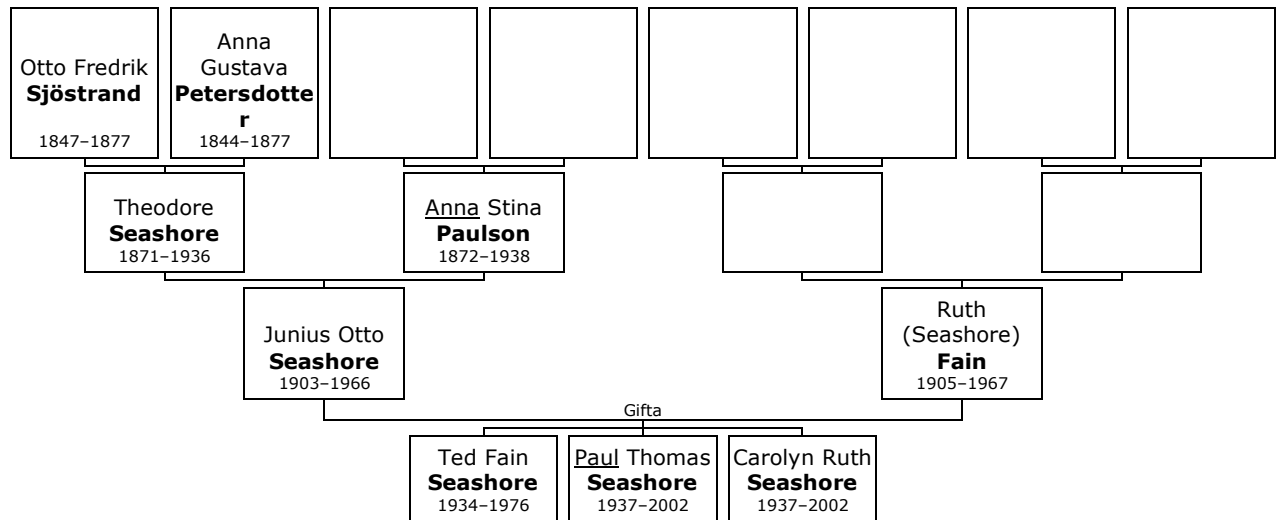 Otto Fredrik
Sjöstrand
1847–1877
Anna
Gustava
Petersdotte
r
1844–1877
Theodore
Seashore
1871–1936
Anna Stina
Paulson
1872–1938
Junius Otto
Seashore
1903–1966
Ruth
(Seashore)
Fain
1905–1967
Gifta
Ted Fain
Seashore
1934–1976
Paul Thomas
Seashore
1937–2002
Carolyn Ruth
Seashore
1937–2002